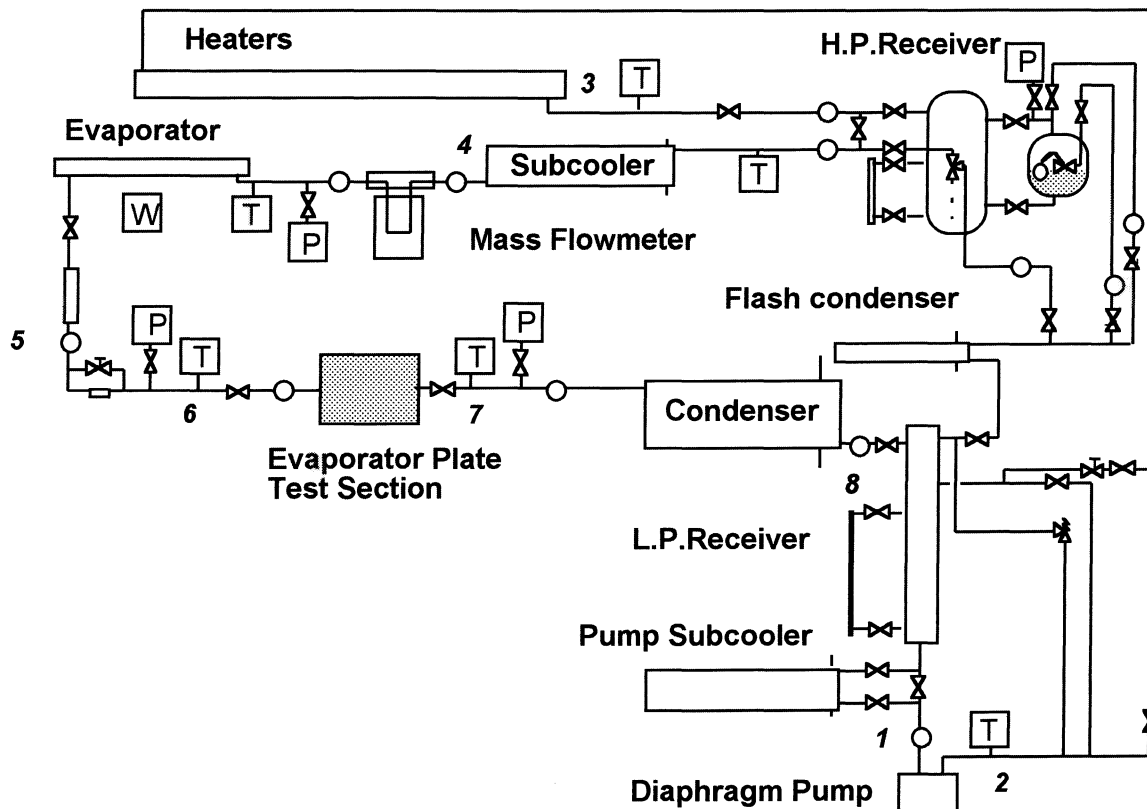 Heaters
H.P.Receiver
P
3
T
Evaporator
4
Subcooler
T
W
T
P
Mass Flowmeter
Flash condenser
5
P
T
T
P
6
7
Condenser
Evaporator Plate
Test Section
8
L.P.Receiver
Pump Subcooler
1
T
2
Diaphragm Pump